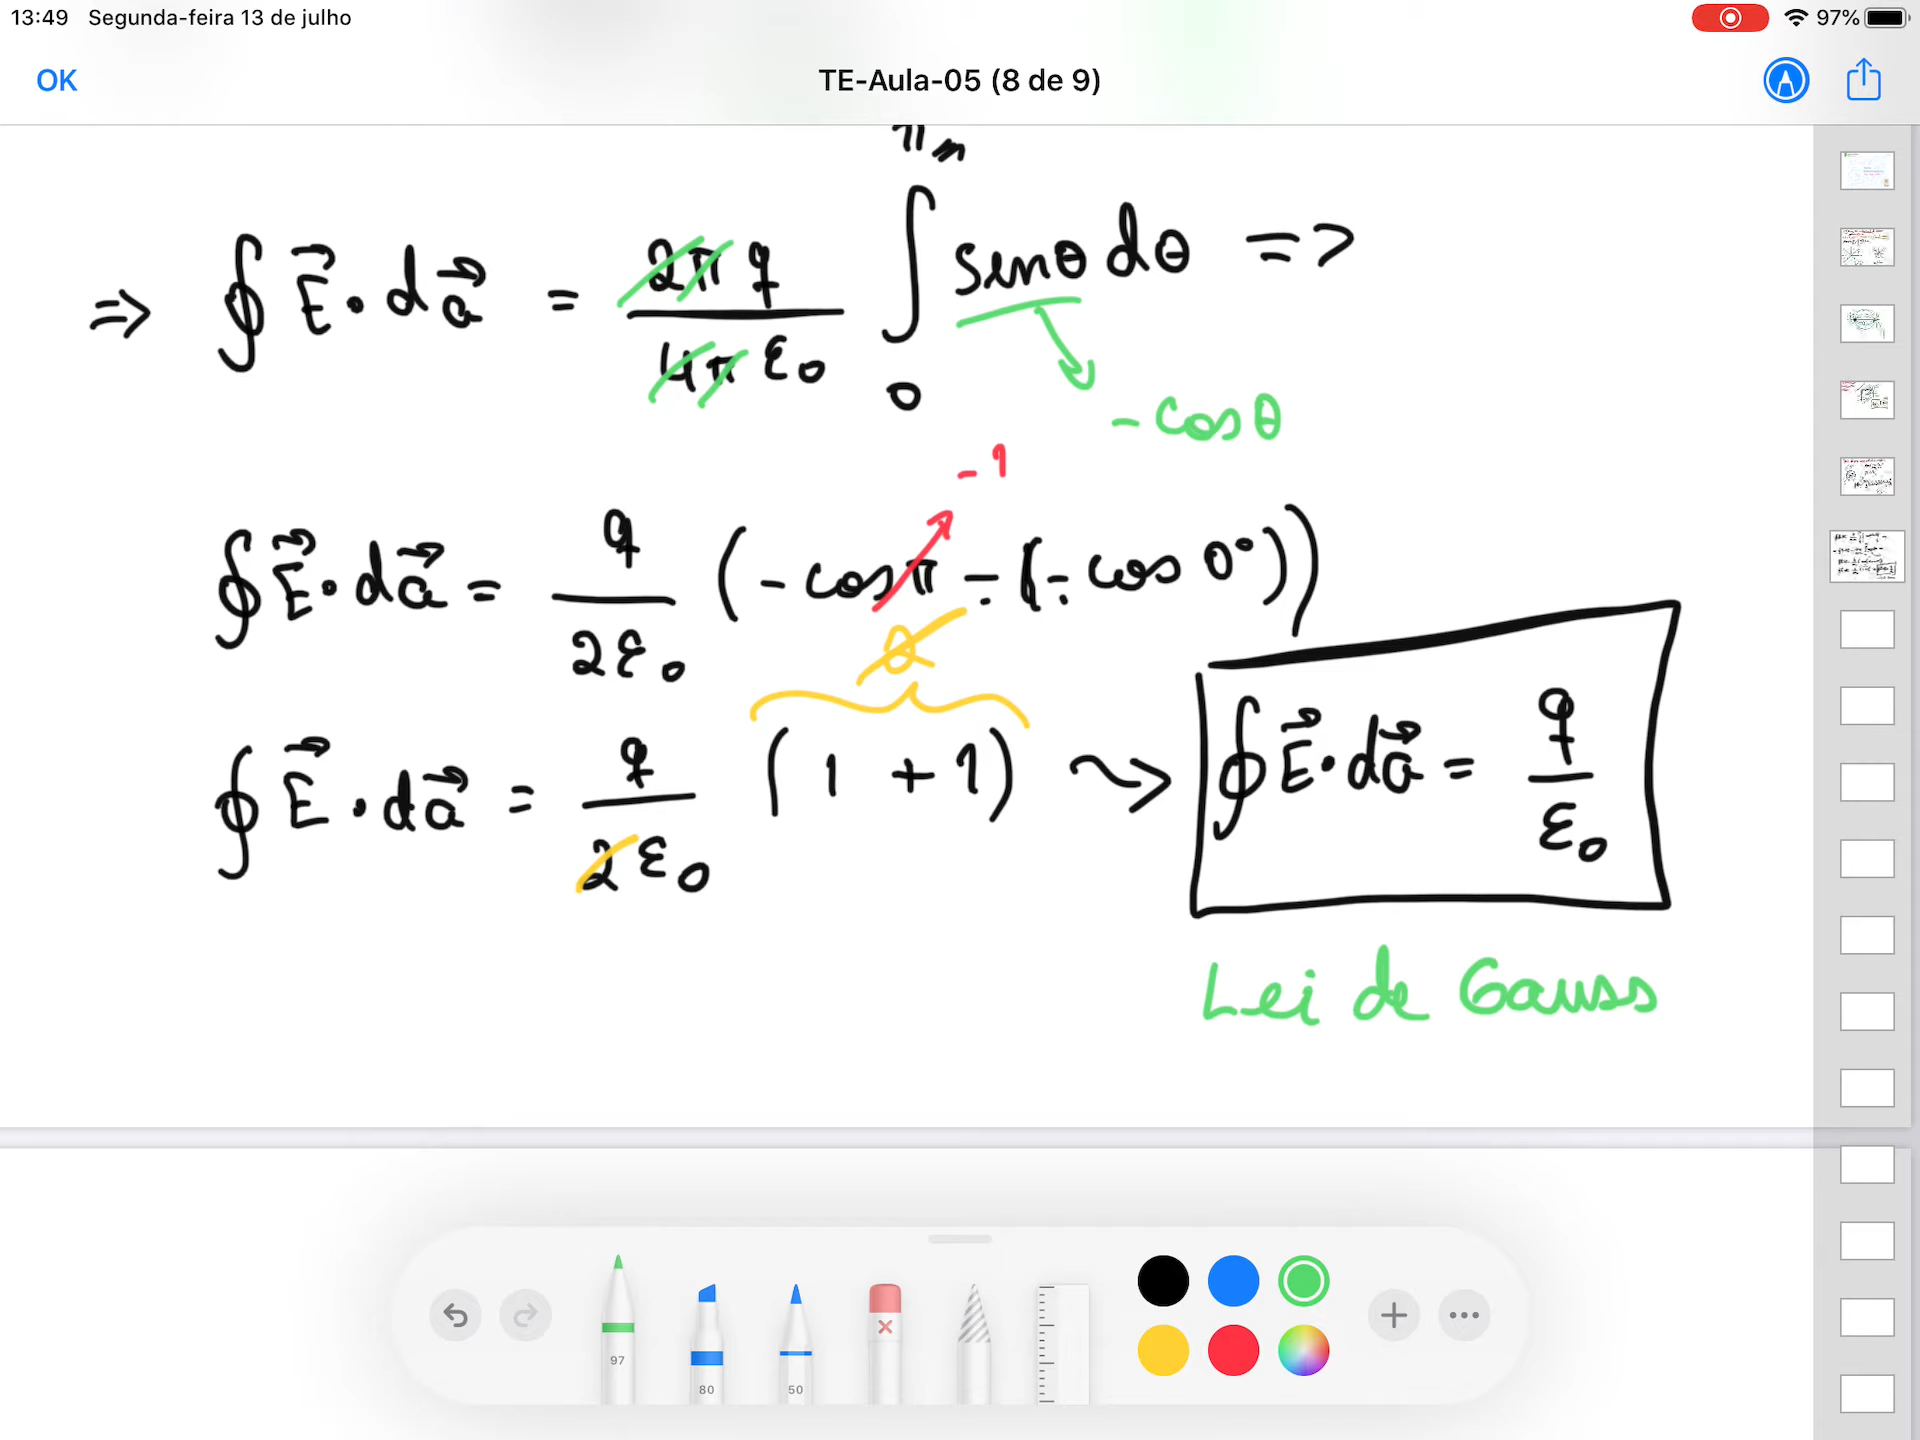 13:49 Segunda-feira 13 de julho 97%
OK TE-Aula-05 (8 de 9)
π
=> ∮ E⃗ · da⃗ = 2π q / 4π ε₀ ∫₀ senθ dθ =>
- cosθ
-1
∮ E⃗ · da⃗ = q / 2ε₀ (- cos π - (- cos 0°))
2
∮ E⃗ · da⃗ = q / 2ε₀ (1 + 1) ⇝ ∮ E⃗ · da⃗ = q / ε₀
Lei de Gauss
97 80 50